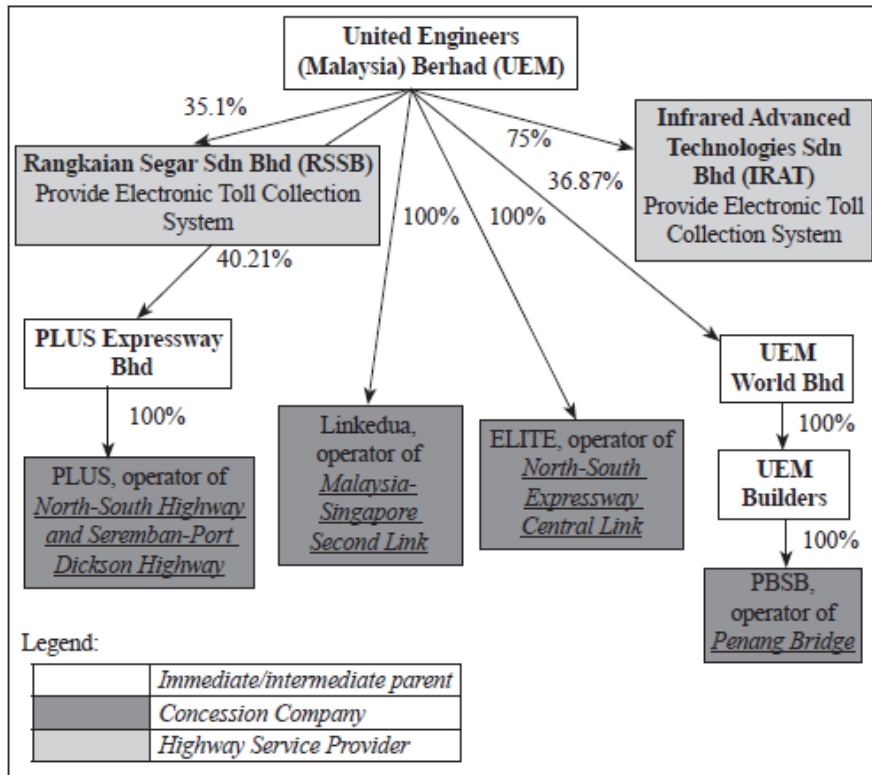 United Engineers
(Malaysia) Berhad (UEM)
35.1%
75%
Infrared Advanced
Technologies Sdn
Bhd (IRAT)
Provide Electronic Toll
Collection System
Rangkaian Segar Sdn Bhd (RSSB)
Provide Electronic Toll Collection
System
36.87%
100%
100%
40.21%
PLUS Expressway
Bhd
UEM
World Bhd
100%
100%
PLUS, operator of
North-South Highway
and Seremban-Port
Dickson Highway
Linkedua,
operator of
Malaysia-
Singapore
Second Link
ELITE, operator of
North-South
Expressway
Central Link
UEM
Builders
100%
PBSB,
operator of
Penang Bridge
Legend:
Immediate/intermediate parent
Concession Company
Highway Service Provider